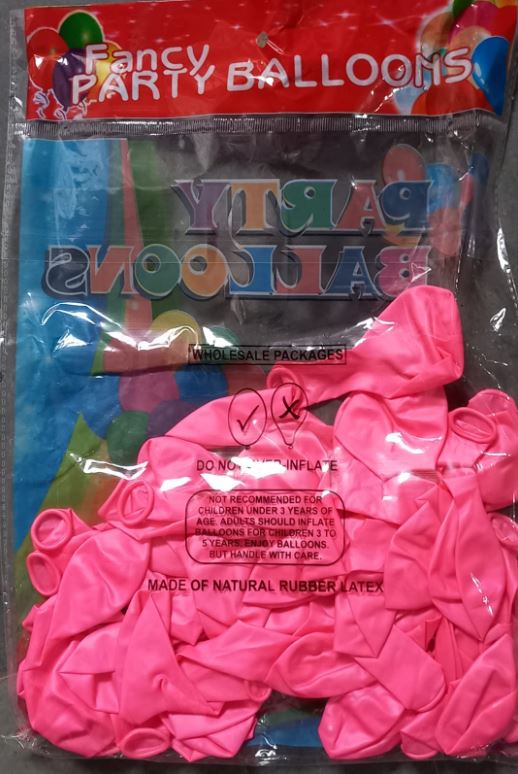 Fancy
PARTY BALLOONS
PARTY
BALLOONS
WHOLESALE PACKAGES
DO NOT OVER-INFLATE
NOT RECOMMENDED FOR
CHILDREN UNDER 3 YEARS OF
AGE. ADULTS SHOULD INFLATE
BALLOONS FOR CHILDREN 3 TO
5 YEARS. ENJOY BALLOONS.
BUT HANDLE WITH CARE.
MADE OF NATURAL RUBBER LATEX